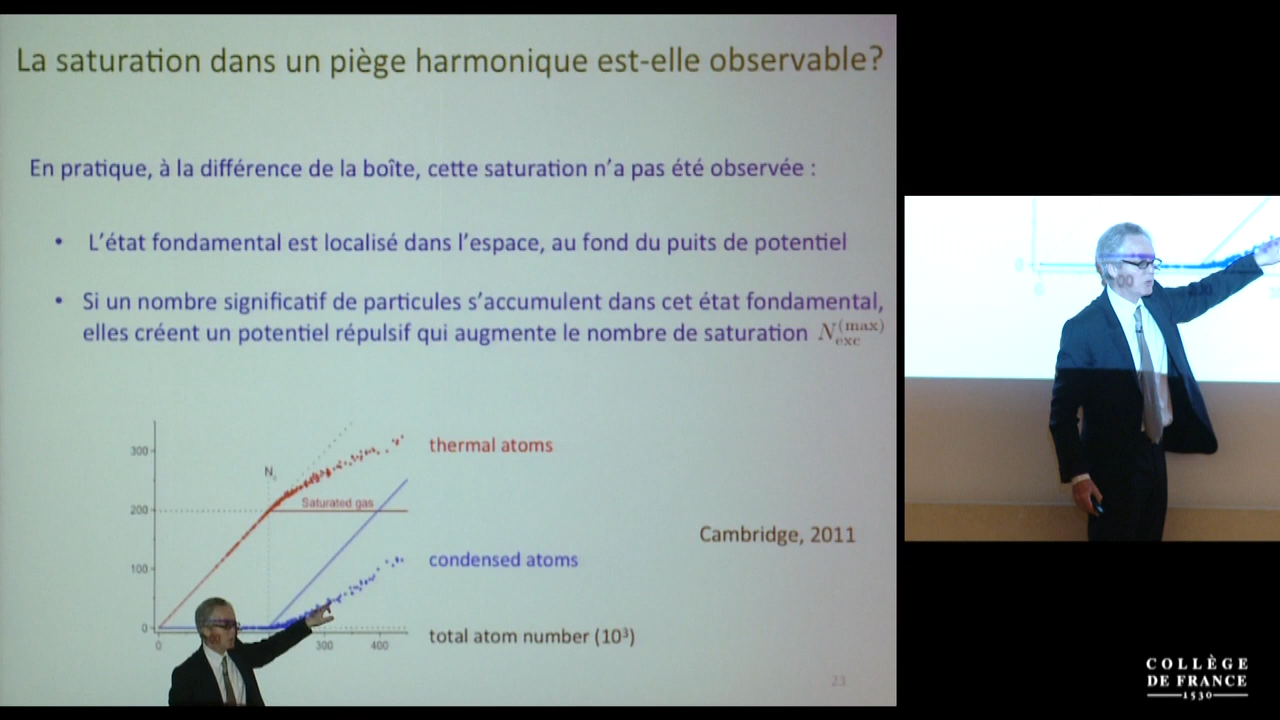 La saturation dans un piège harmonique est-elle observable?
En pratique, à la différence de la boîte, cette saturation n'a pas été observée :
• L'état fondamental est localisé dans l'espace, au fond du puits de potentiel
• Si un nombre significatif de particules s'accumulent dans cet état fondamental,
elles créent un potentiel répulsif qui augmente le nombre de saturation N_exc^(max)
300
thermal atoms
N
Saturated gas
200
Cambridge, 2011
100
condensed atoms
0
0 300 400
total atom number (10³)
23
COLLÈGE
DE FRANCE
1530